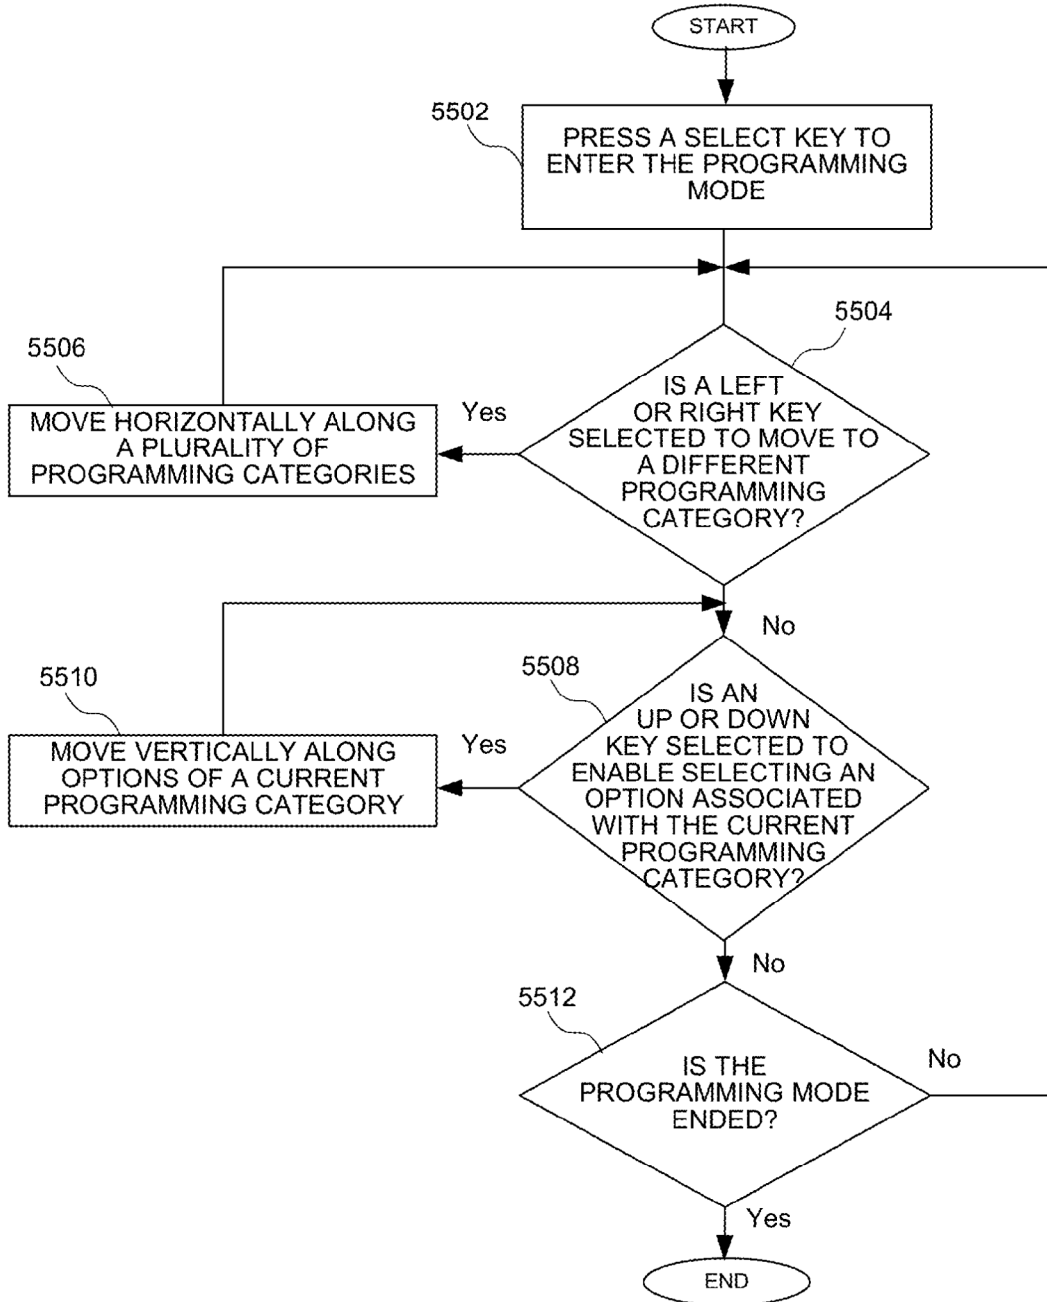 START
5502
PRESS A SELECT KEY TO
ENTER THE PROGRAMMING
MODE
5504
5506
IS A LEFT
OR RIGHT KEY
SELECTED TO MOVE TO
A DIFFERENT
PROGRAMMING
CATEGORY?
Yes
MOVE HORIZONTALLY ALONG
A PLURALITY OF
PROGRAMMING CATEGORIES
No
5508
5510
IS AN
UP OR DOWN
KEY SELECTED TO
ENABLE SELECTING AN
OPTION ASSOCIATED
WITH THE CURRENT
PROGRAMMING
CATEGORY?
Yes
MOVE VERTICALLY ALONG
OPTIONS OF A CURRENT
PROGRAMMING CATEGORY
No
5512
IS THE
PROGRAMMING MODE
ENDED?
No
Yes
END